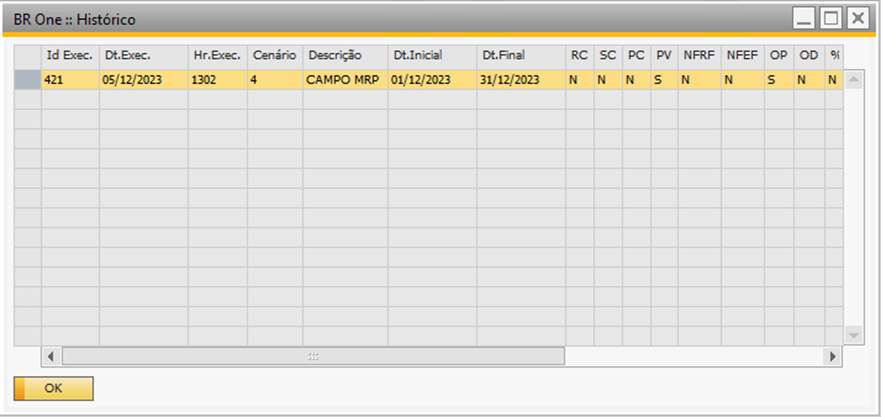 BR One :: Histórico
Id Exec. Dt.Exec. Hr.Exec. Cenário Descrição Dt.Inicial Dt.Final RC SC PC PV NFRF NFEF OP OD %
421 05/12/2023 1302 4 CAMPO MRP 01/12/2023 31/12/2023 N N N S N N S N N
OK